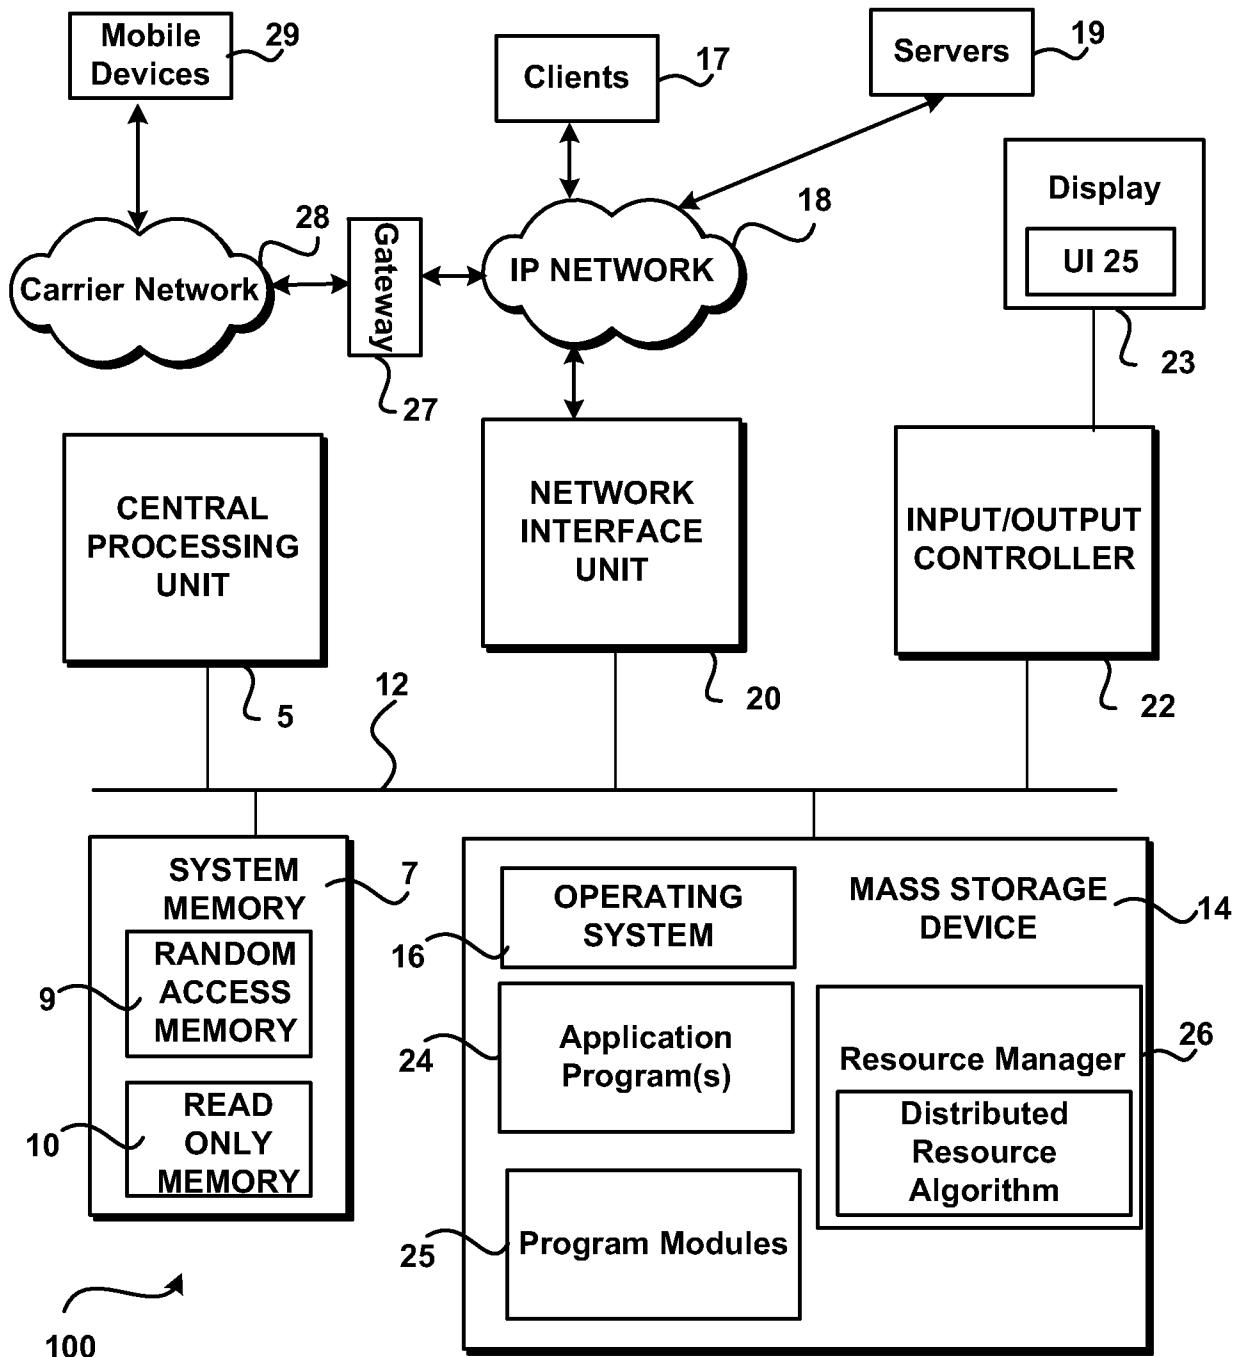 Mobile
Devices
29
Clients
17
Servers
19
Display
UI 25
23
28
Carrier Network
Gateway
27
18
IP NETWORK
CENTRAL
PROCESSING
UNIT
5
NETWORK
INTERFACE
UNIT
20
INPUT/OUTPUT
CONTROLLER
22
12
SYSTEM
MEMORY
7
RANDOM
ACCESS
MEMORY
9
READ
ONLY
MEMORY
10
OPERATING
SYSTEM
16
MASS STORAGE
DEVICE
14
Application
Program(s)
24
Resource Manager
26
Distributed
Resource
Algorithm
Program Modules
25
100